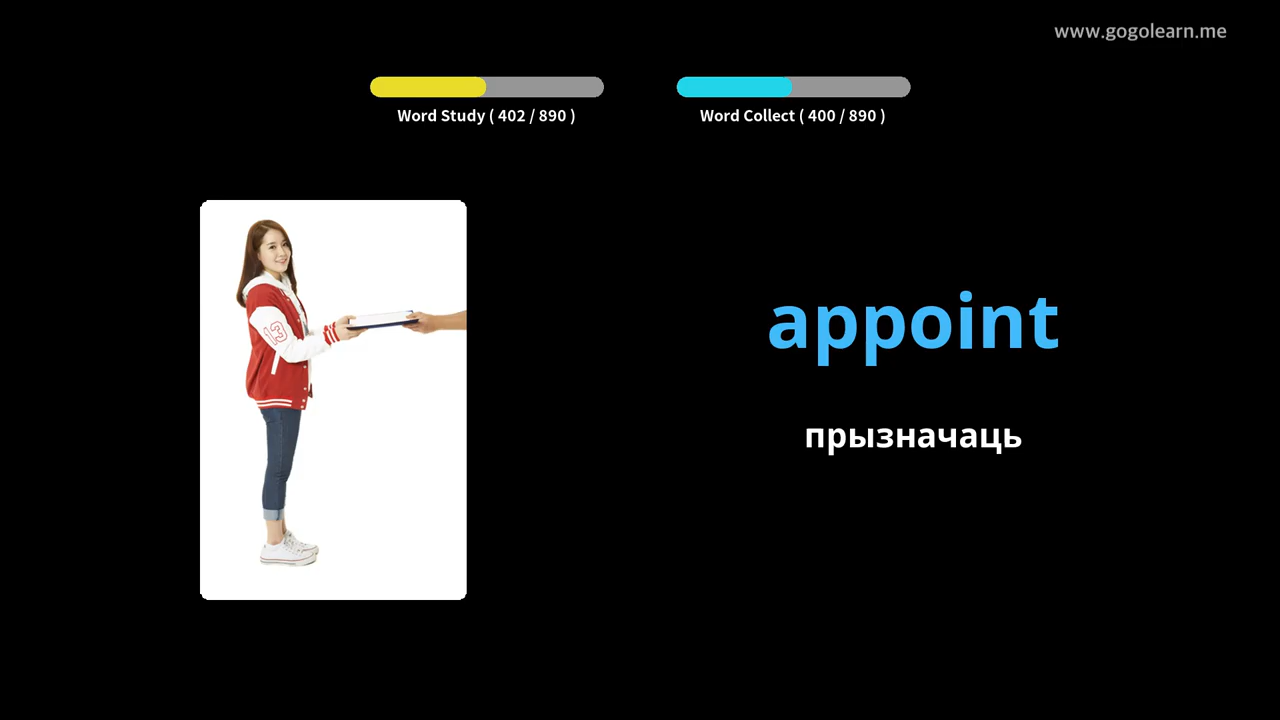 www.gogolearn.me
Word Study ( 402 / 890 )
Word Collect ( 400 / 890 )
13
appoint
прызначаць